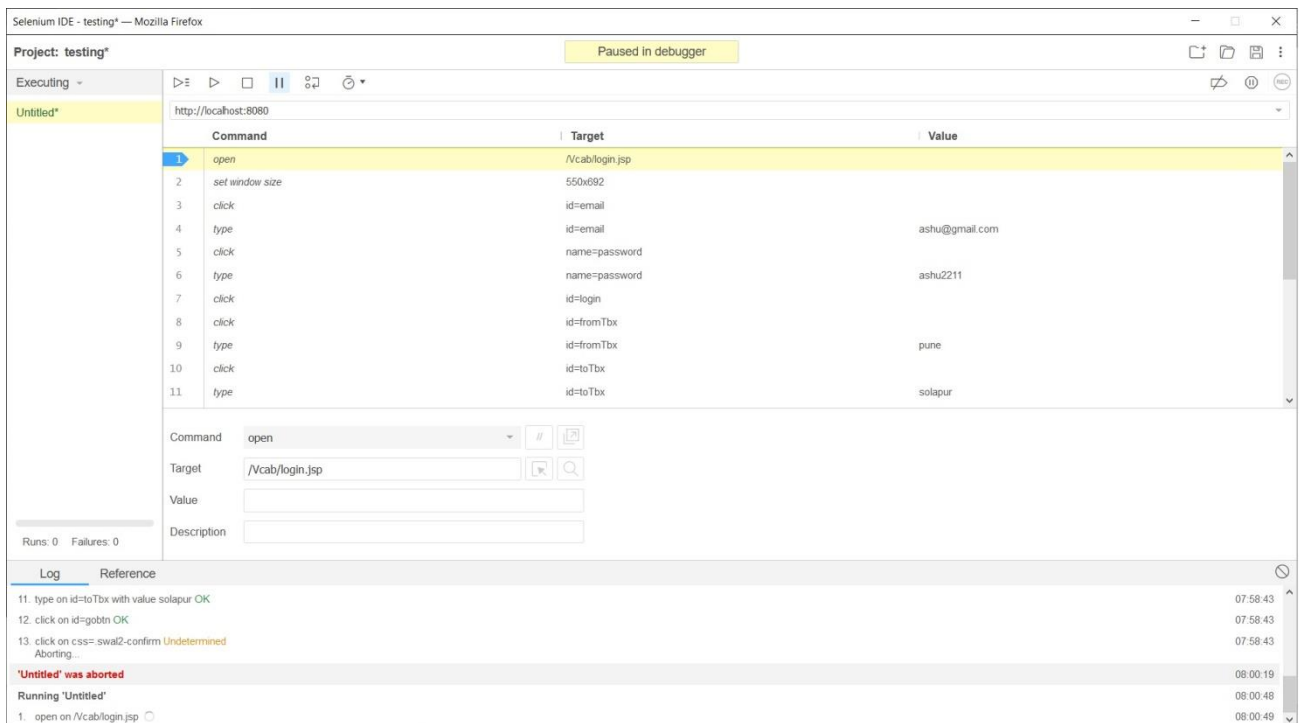 Selenium IDE - testing* — Mozilla Firefox
Project: testing*
Paused in debugger
Executing
Untitled*
REC
http://localhost:8080
Command Target Value
1 open /Vcab/login.jsp
2 set window size 550x692
3 click id=email
4 type id=email ashu@gmail.com
5 click name=password
6 type name=password ashu2211
7 click id=login
8 click id=fromTbx
9 type id=fromTbx pune
10 click id=toTbx
11 type id=toTbx solapur
Command open //
Target /Vcab/login.jsp
Value
Description
Runs: 0 Failures: 0
Log Reference
11. type on id=toTbx with value solapur OK 07:58:43
12. click on id=gobtn OK 07:58:43
13. click on css=.swal2-confirm Undetermined 07:58:43
Aborting...
'Untitled' was aborted 08:00:19
Running 'Untitled' 08:00:48
1. open on /Vcab/login.jsp 08:00:49